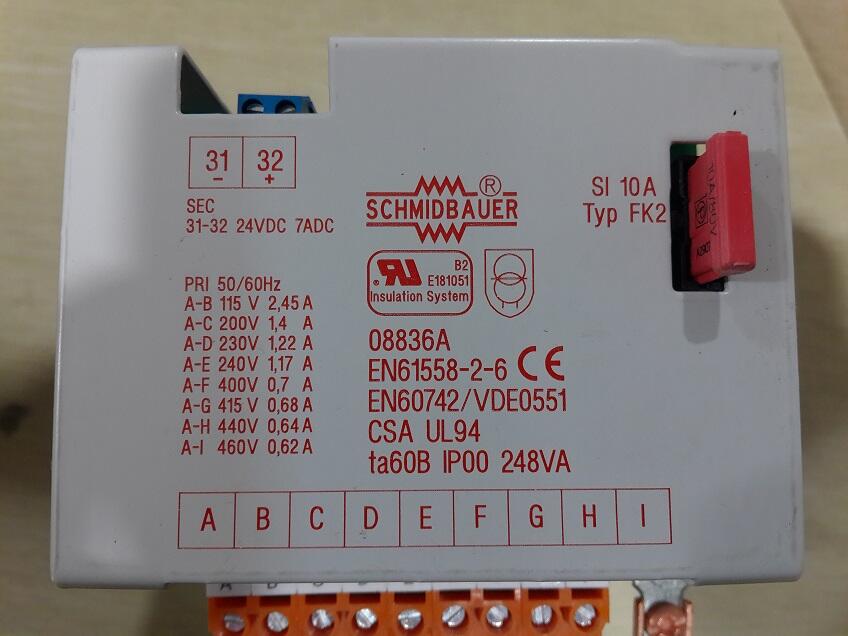 31 32
- +
SEC
31-32 24VDC 7ADC
PRI 50/60Hz
A-B 115 V 2,45 A
A-C 200V 1,4 A
A-D 230V 1,22 A
A-E 240V 1,17 A
A-F 400V 0,7 A
A-G 415 V 0,68 A
A-H 440V 0,64 A
A-I 460V 0,62 A
®
SCHMIDBAUER
B2
E181051
Insulation System
08836A
EN61558-2-6 CE
EN60742/VDE0551
CSA UL94
ta60B IP00 248VA
SI 10A
Typ FK2
A B C D E F G H I